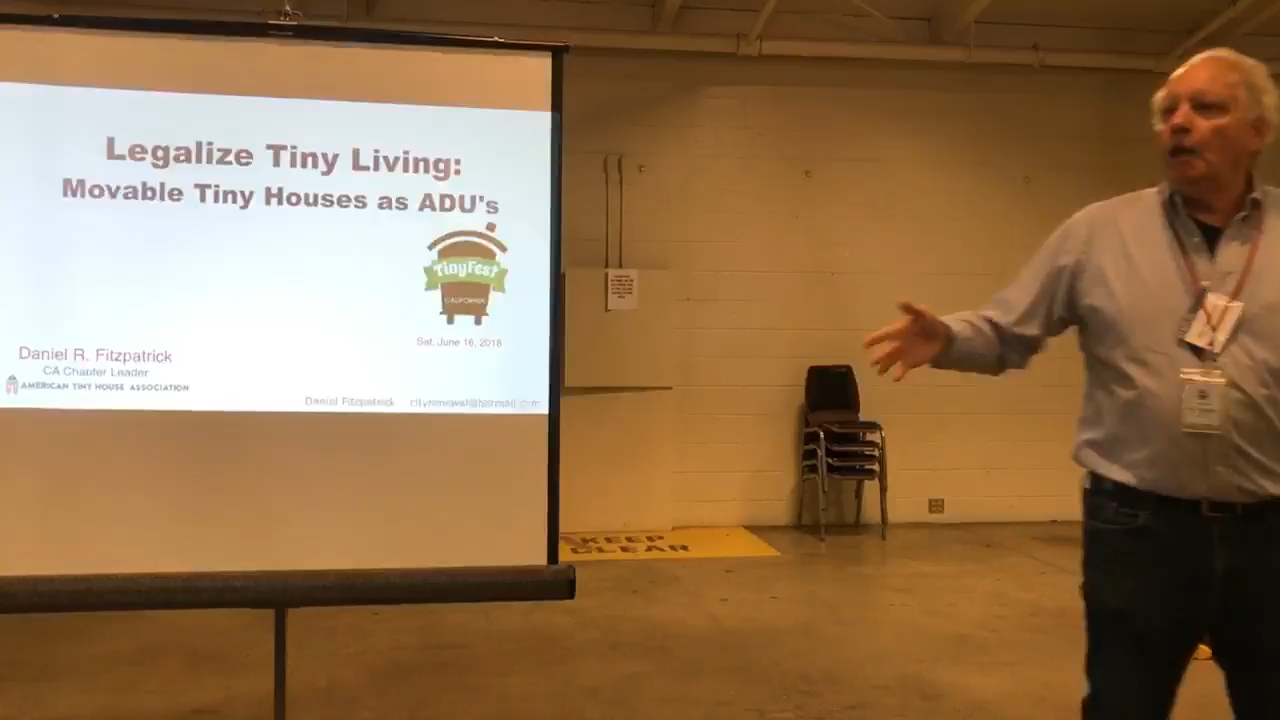 Legalize Tiny Living:
Movable Tiny Houses as ADU's
TinyFest
CALIFORNIA
Sat, June 16, 2018
Daniel R. Fitzpatrick
CA Chapter Leader
AMERICAN TINY HOUSE ASSOCIATION
Daniel Fitzpatrick
KEEP
CLEAR